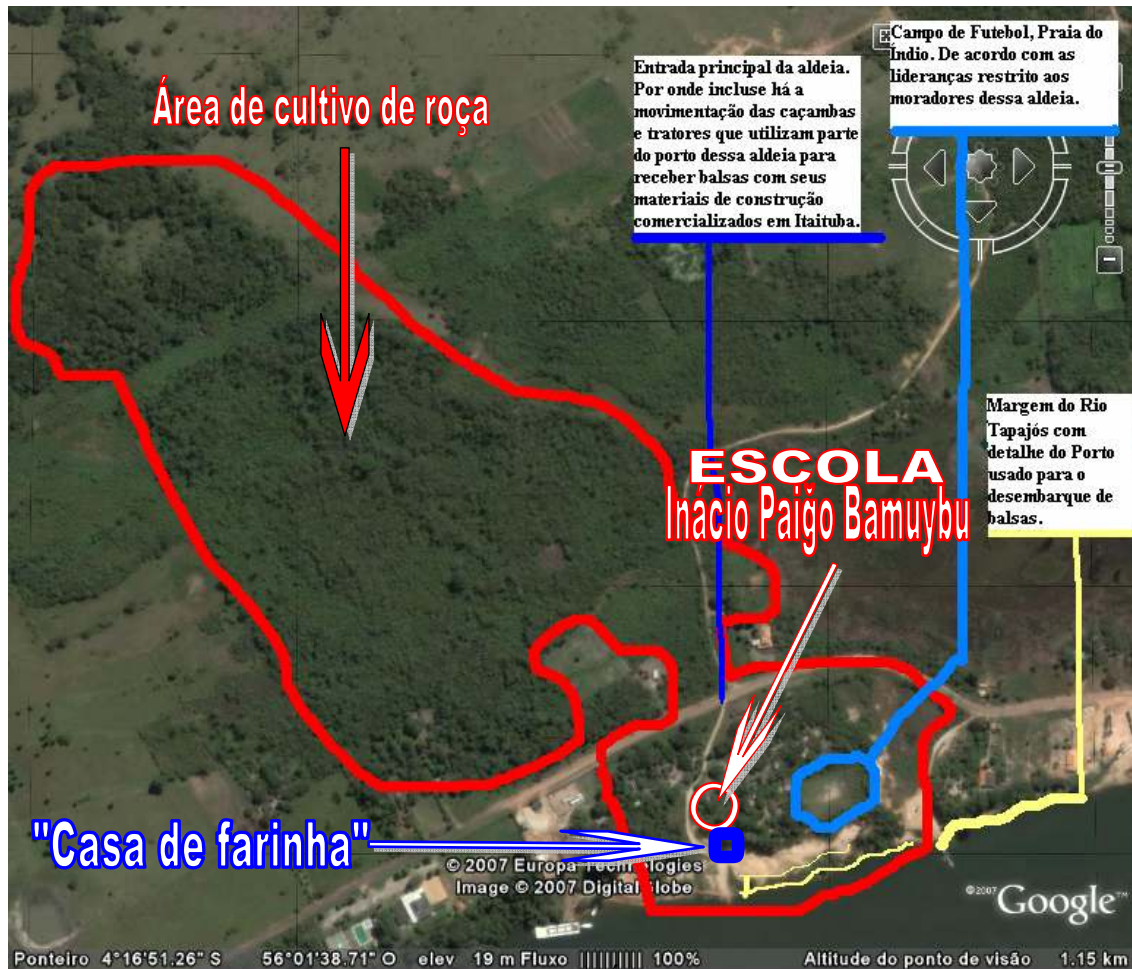 Campo de Futebol, Praia do
Índio. De acordo com as
lideranças restrito aos
moradores dessa aldeia.
Entrada principal da aldeia.
Por onde incluse há a
movimentação das caçambas
e tratores que utilizam parte
do porto dessa aldeia para
receber balsas com seus
materiais de construção
comercializados em Itaituba.
Área de cultivo de roça
Margem do Rio
Tapajós com
detalhe do Porto
usado para o
desembarque de
balsas.
ESCOLA
Inácio Paiğo Bamuybu
"Casa de farinha"
© 2007 Europa Technologies
Image © 2007 DigitalGlobe
©2007 Google™
Ponteiro 4°16'51.26" S 56°01'38.71" O elev 19 m Fluxo |||||||||| 100% Altitude do ponto de visão 1.15 km